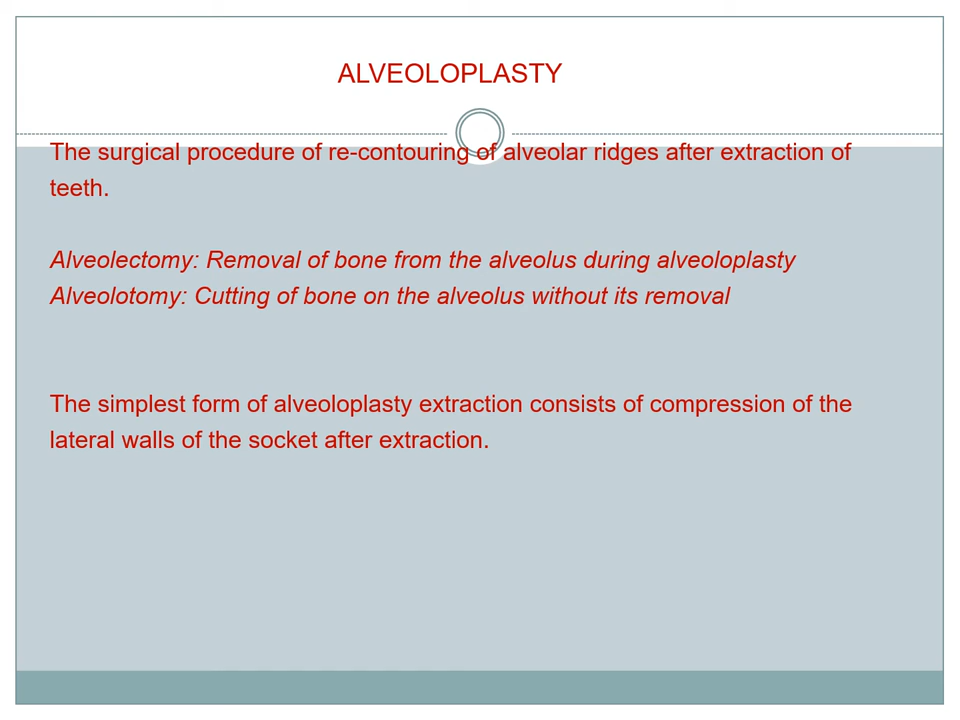 ALVEOLOPLASTY
The surgical procedure of re-contouring of alveolar ridges after extraction of
teeth.
Alveolectomy: Removal of bone from the alveolus during alveoloplasty
Alveolotomy: Cutting of bone on the alveolus without its removal
The simplest form of alveoloplasty extraction consists of compression of the
lateral walls of the socket after extraction.